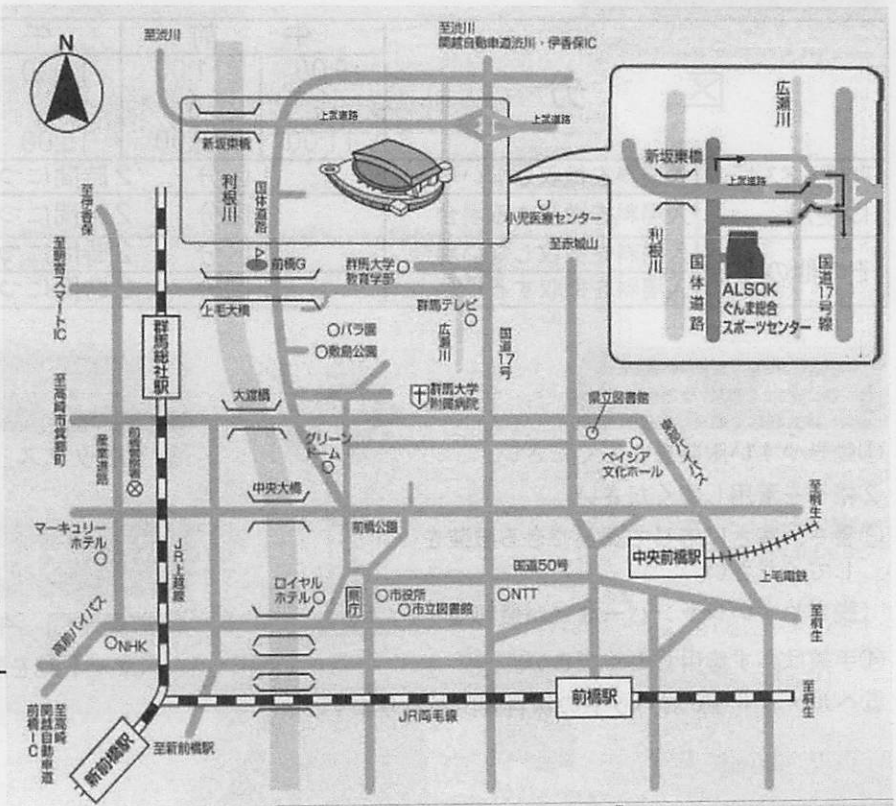 N
至渋川
至渋川
関越自動車道渋川・伊香保IC
上武道路
上武道路
新坂東橋
利根川
国体道路
小児医療センター
至赤城山
広瀬川
新坂東橋
上武道路
利根川
国体道路
国道17号線
ALSOK
ぐんま総合
スポーツセンター
至伊香保
前橋G
群馬大学
教育学部
上毛大橋
群馬テレビ
広瀬川
国道17号
バラ園
敷島公園
群馬総社駅
群馬大学
附属病院
大渡橋
県立図書館
東部バイパス
至高崎市箕郷町
産業道路
前橋警察署
グリーン
ドーム
ベイシア
文化ホール
中央大橋
至桐生
マーキュリー
ホテル
JR上越線
前橋公園
中央前橋駅
国道50号
上毛電鉄
ロイヤル
ホテル
県庁
市役所
市立図書館
NTT
至桐生
高前バイパス
NHK
前橋駅
至桐生
JR両毛線
至新前橋駅
新前橋駅
至高崎
関越自動車道
前橋IC